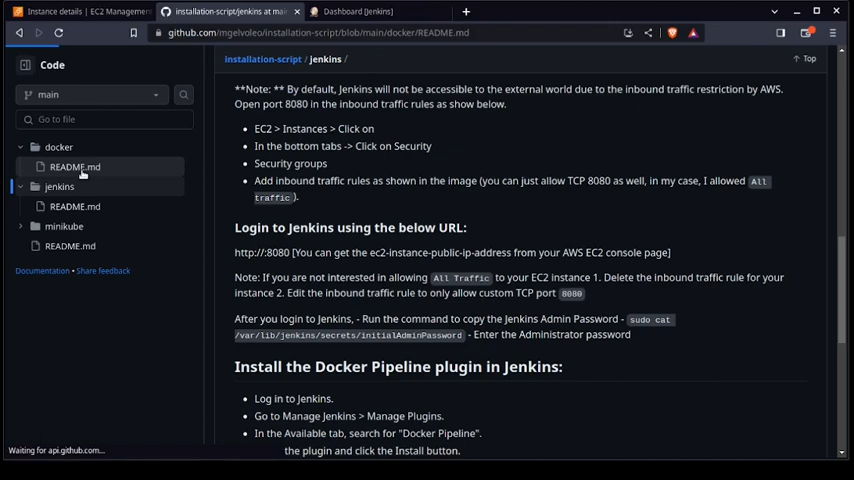 Instance details | EC2 Managemen
installation-script/jenkins at mai
Dashboard [Jenkins]
github.com/mgelvoleo/installation-script/blob/main/docker/README.md
Code
main
Go to file
docker
README.md
jenkins
README.md
minikube
README.md
Documentation • Share feedback
installation-script / jenkins /
Top
**Note: ** By default, Jenkins will not be accessible to the external world due to the inbound traffic restriction by AWS.
Open port 8080 in the inbound traffic rules as show below.
• EC2 > Instances > Click on
• In the bottom tabs -> Click on Security
• Security groups
• Add inbound traffic rules as shown in the image (you can just allow TCP 8080 as well, in my case, I allowed All
traffic).
Login to Jenkins using the below URL:
http://:8080 [You can get the ec2-instance-public-ip-address from your AWS EC2 console page]
Note: If you are not interested in allowing All Traffic to your EC2 instance 1. Delete the inbound traffic rule for your
instance 2. Edit the inbound traffic rule to only allow custom TCP port 8080
After you login to Jenkins, - Run the command to copy the Jenkins Admin Password - sudo cat
/var/lib/jenkins/secrets/initialAdminPassword - Enter the Administrator password
Install the Docker Pipeline plugin in Jenkins:
• Log in to Jenkins.
• Go to Manage Jenkins > Manage Plugins.
• In the Available tab, search for "Docker Pipeline".
the plugin and click the Install button.
Waiting for api.github.com...